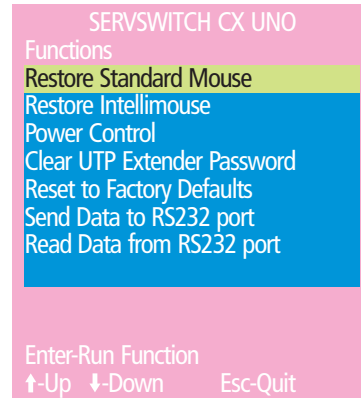 SERVSWITCH CX UNO
Functions
Restore Standard Mouse
Restore Intellimouse
Power Control
Clear UTP Extender Password
Reset to Factory Defaults
Send Data to RS232 port
Read Data from RS232 port
Enter-Run Function
⬆-Up ⬇-Down Esc-Quit